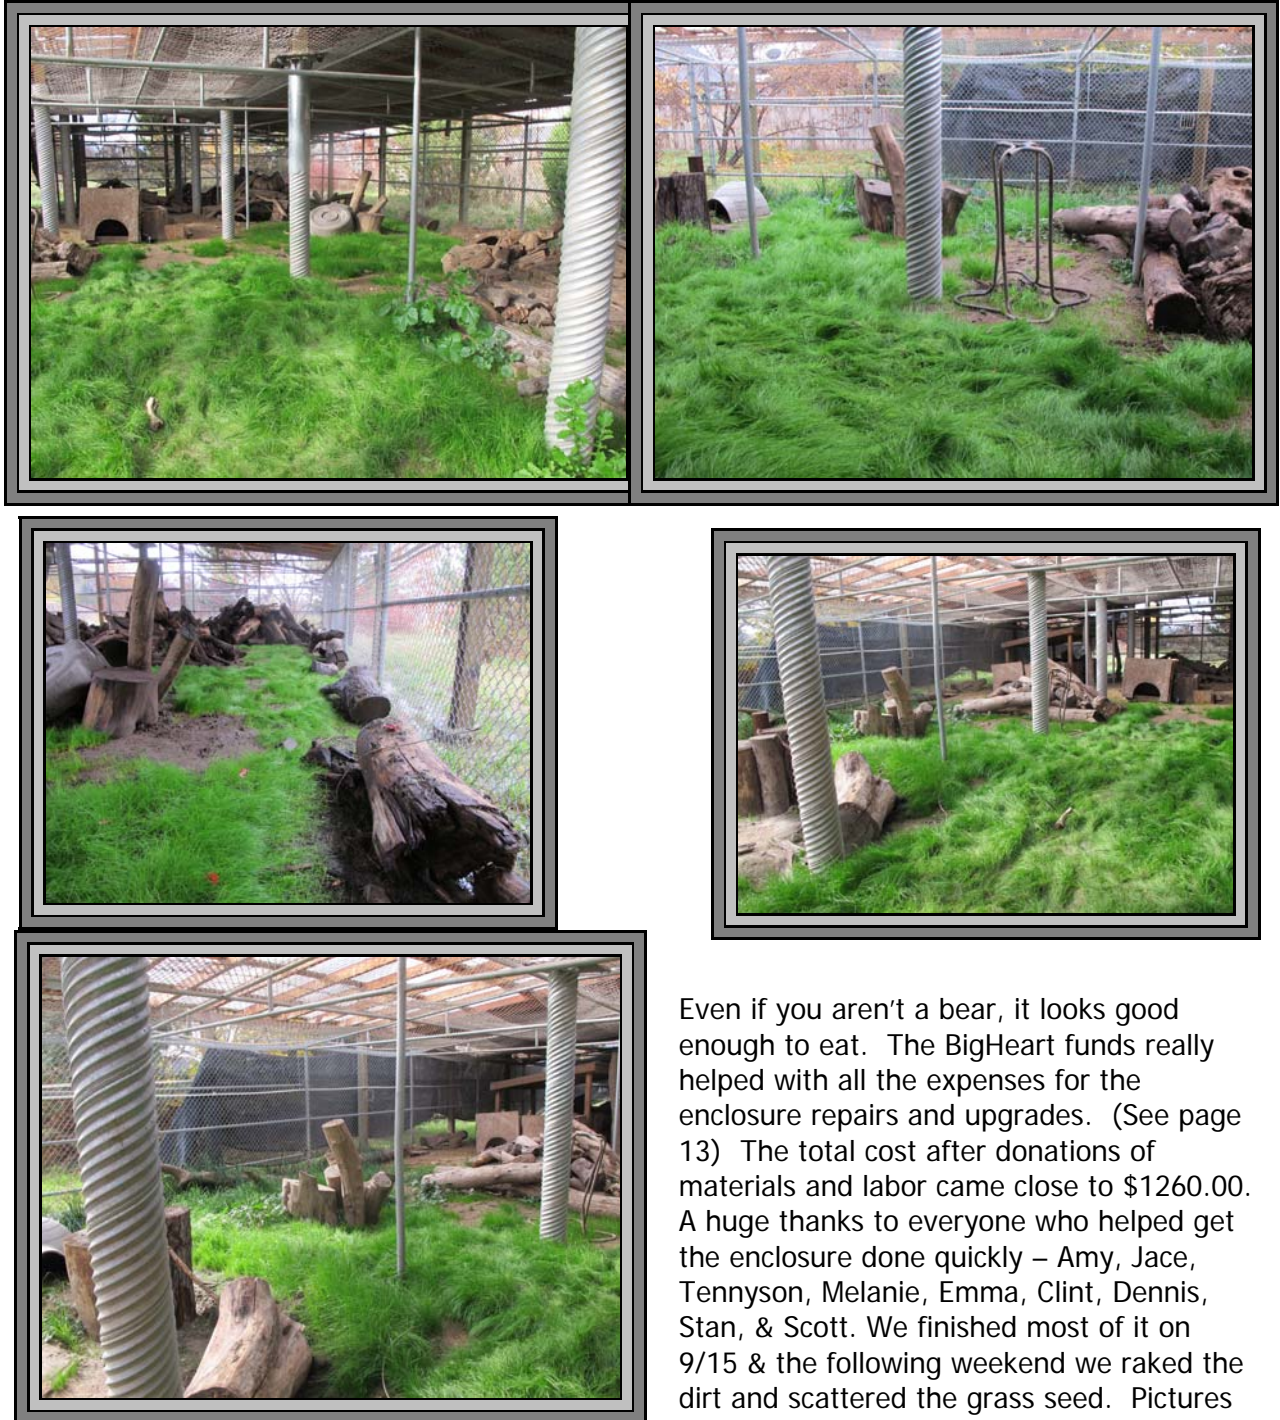 Even if you aren't a bear, it looks good
enough to eat.  The BigHeart funds really
helped with all the expenses for the
enclosure repairs and upgrades.  (See page
13)  The total cost after donations of
materials and labor came close to $1260.00.
A huge thanks to everyone who helped get
the enclosure done quickly – Amy, Jace,
Tennyson, Melanie, Emma, Clint, Dennis,
Stan, & Scott. We finished most of it on
9/15 & the following weekend we raked the
dirt and scattered the grass seed.  Pictures